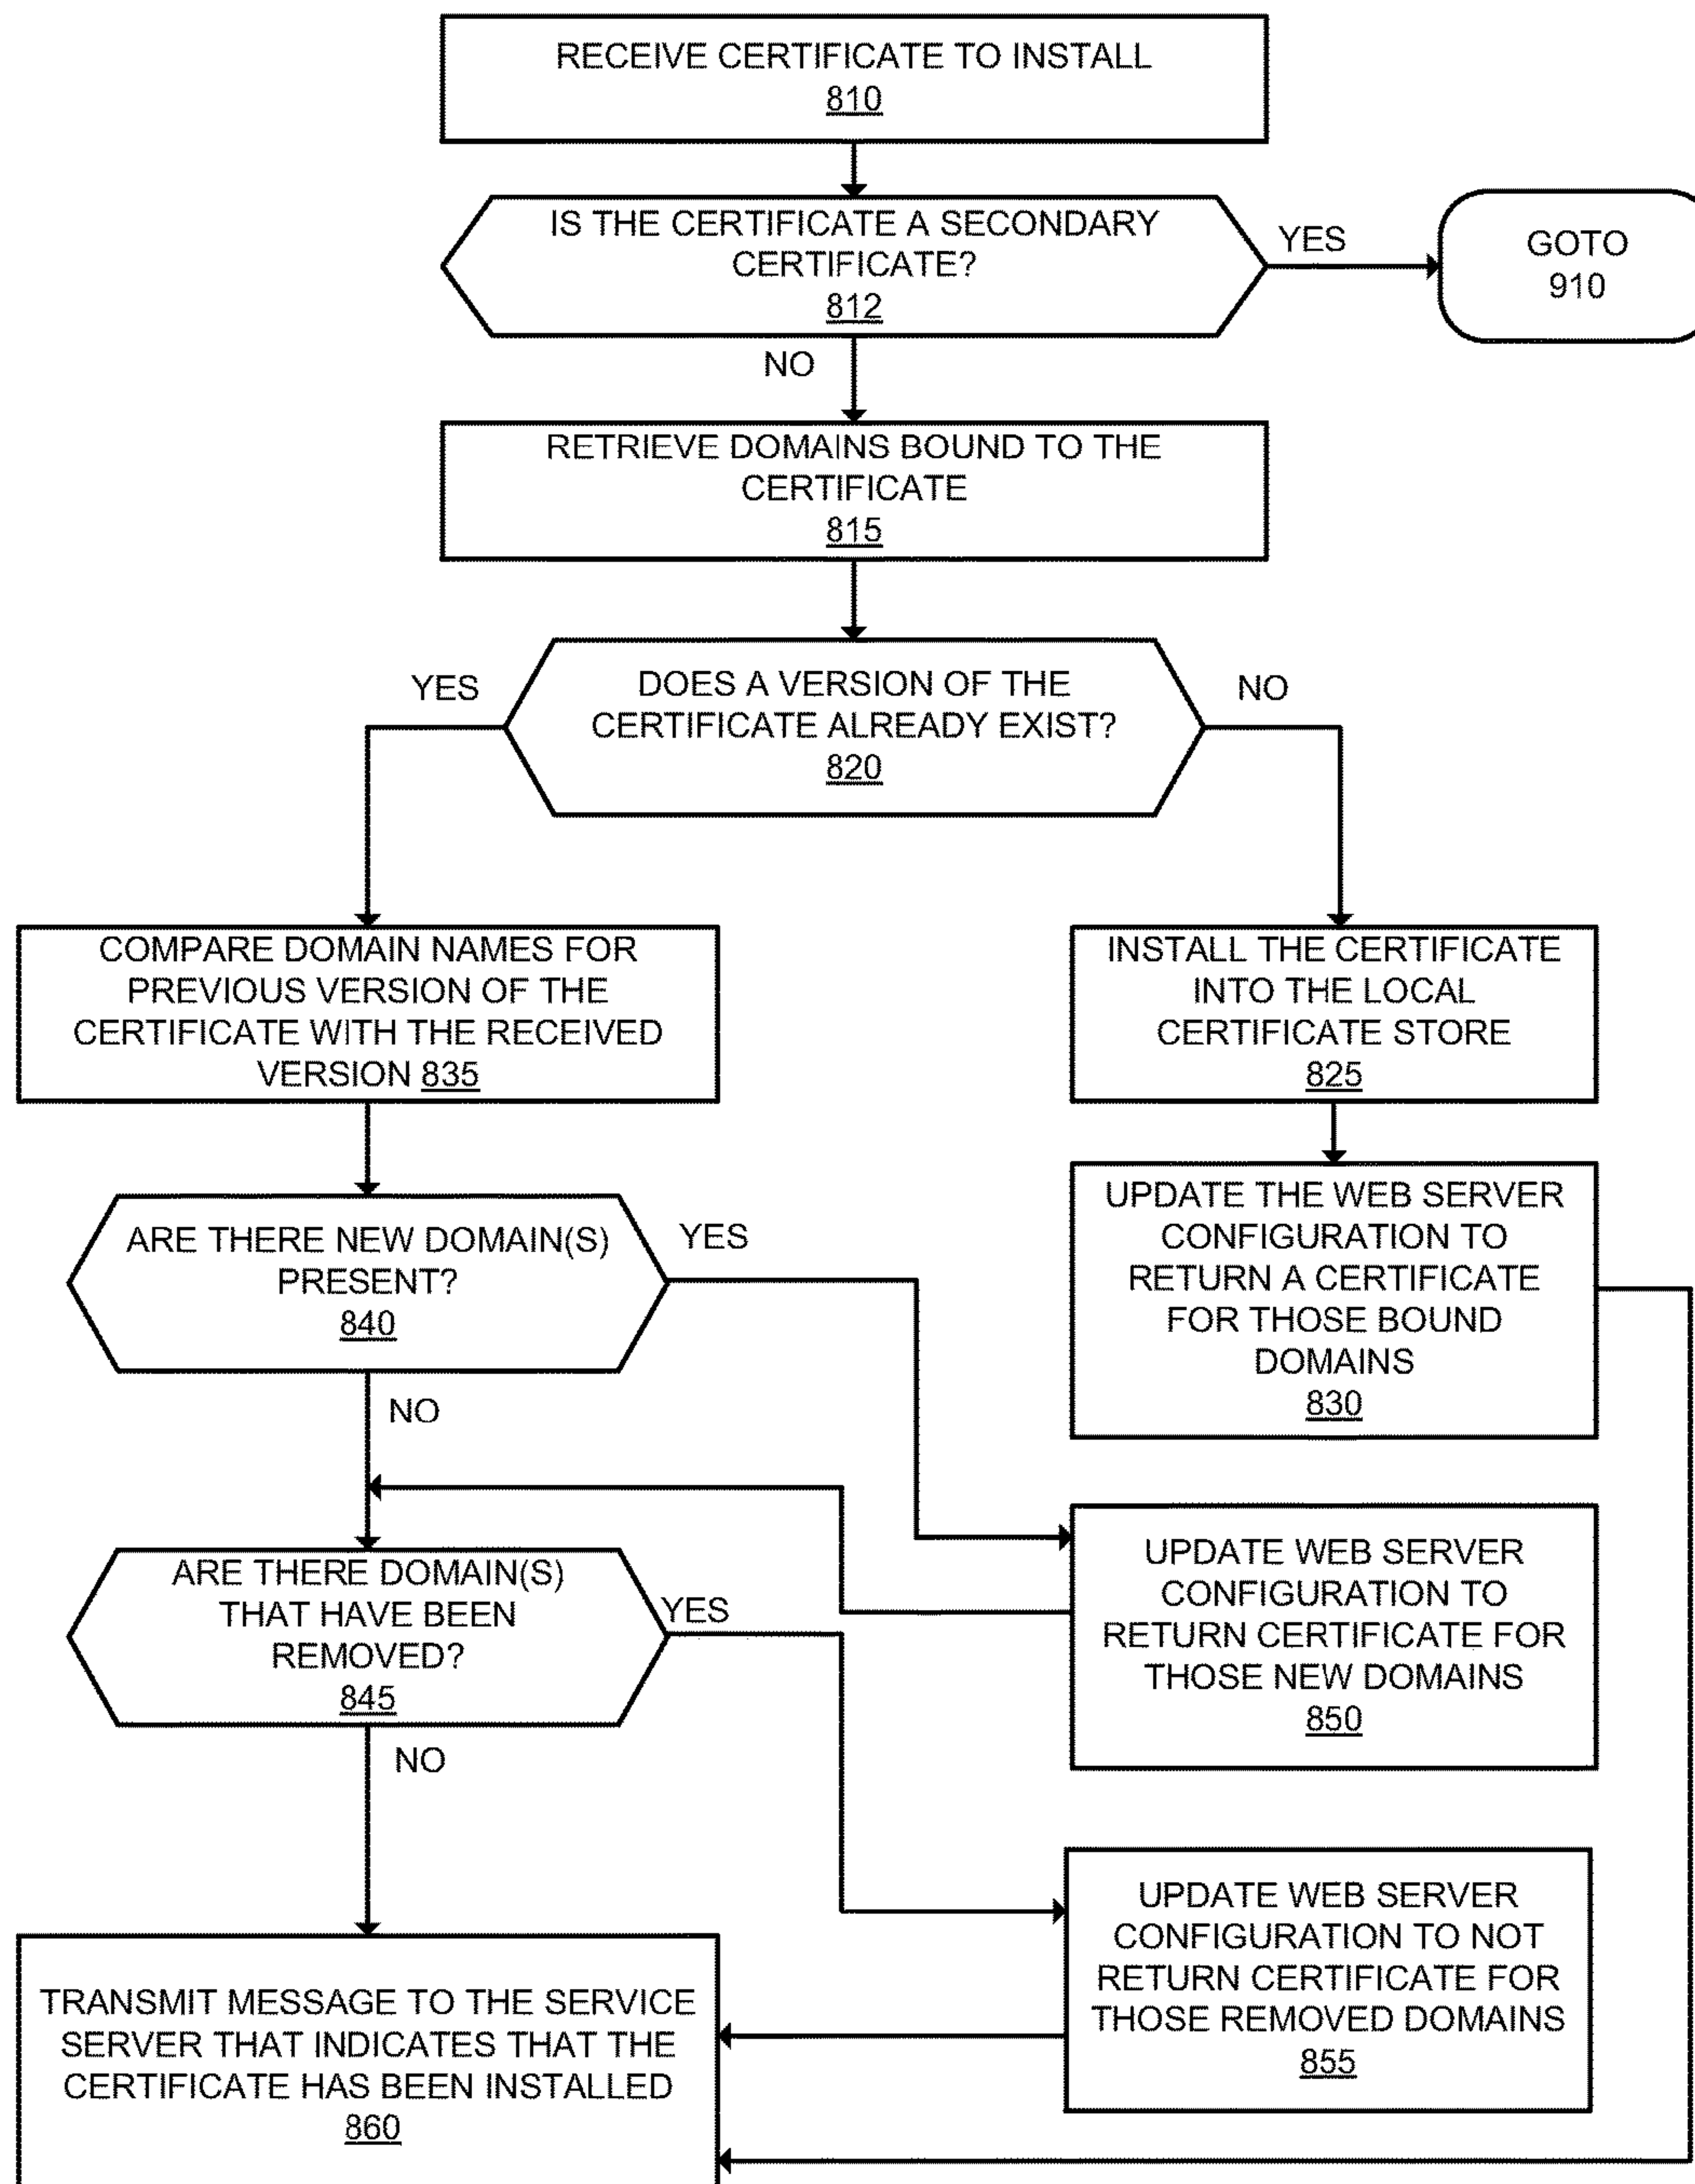 RECEIVE CERTIFICATE TO INSTALL
810
IS THE CERTIFICATE A SECONDARY
CERTIFICATE?
812
YES
GOTO
910
NO
RETRIEVE DOMAINS BOUND TO THE
CERTIFICATE
815
YES
DOES A VERSION OF THE
CERTIFICATE ALREADY EXIST?
820
NO
COMPARE DOMAIN NAMES FOR
PREVIOUS VERSION OF THE
CERTIFICATE WITH THE RECEIVED
VERSION 835
INSTALL THE CERTIFICATE
INTO THE LOCAL
CERTIFICATE STORE
825
ARE THERE NEW DOMAIN(S)
PRESENT?
840
YES
NO
UPDATE THE WEB SERVER
CONFIGURATION TO
RETURN A CERTIFICATE
FOR THOSE BOUND
DOMAINS
830
ARE THERE DOMAIN(S)
THAT HAVE BEEN
REMOVED?
845
YES
NO
UPDATE WEB SERVER
CONFIGURATION TO
RETURN CERTIFICATE FOR
THOSE NEW DOMAINS
850
UPDATE WEB SERVER
CONFIGURATION TO NOT
RETURN CERTIFICATE FOR
THOSE REMOVED DOMAINS
855
TRANSMIT MESSAGE TO THE SERVICE
SERVER THAT INDICATES THAT THE
CERTIFICATE HAS BEEN INSTALLED
860